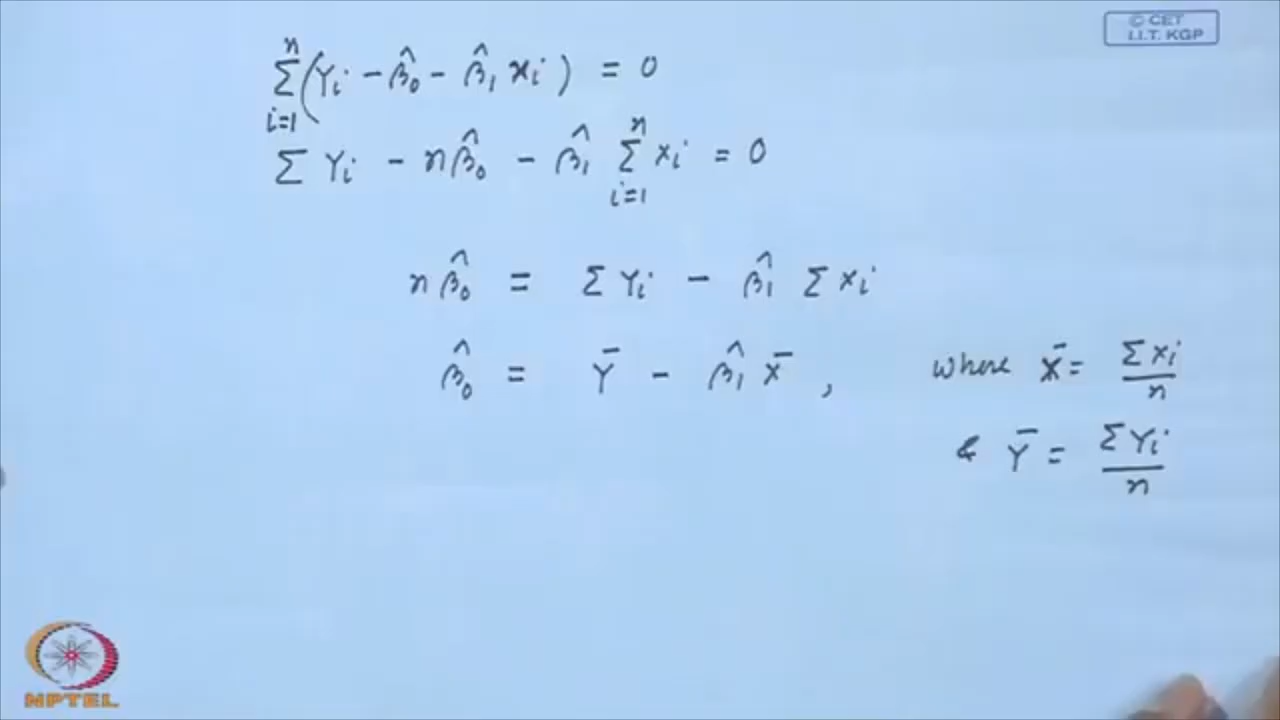 © CET
I.I.T. KGP
n
Σ(Yi - β̂0 - β̂1 xi) = 0
i=1
Σ Yi - nβ̂0 - β̂1 Σ xi = 0
n
i=1
nβ̂0 = Σ Yi - β̂1 Σ xi
β̂0 = Ȳ - β̂1 x̄ , where x̄ = Σxi / n
& Ȳ = ΣYi / n
NPTEL